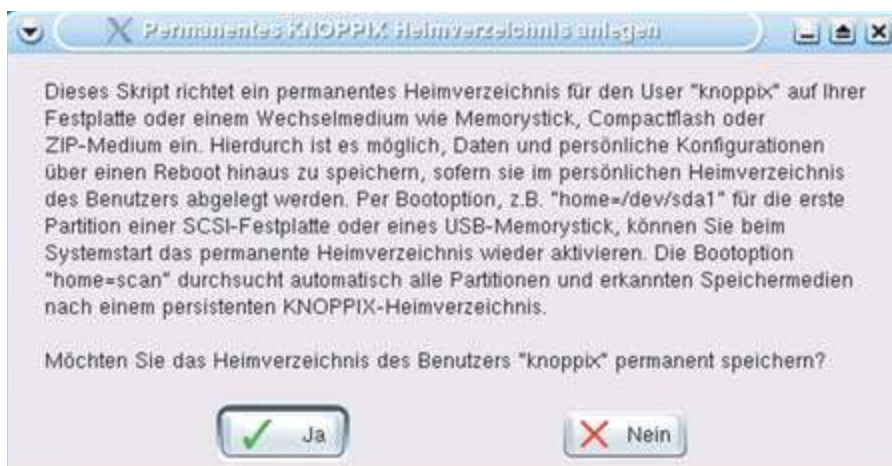 Permanentes KNOPPIX Heimverzeichnis anlegen
Dieses Skript richtet ein permanentes Heimverzeichnis für den User "knoppix" auf Ihrer
Festplatte oder einem Wechselmedium wie Memorystick, Compactflash oder
ZIP-Medium ein. Hierdurch ist es möglich, Daten und persönliche Konfigurationen
über einen Reboot hinaus zu speichern, sofern sie im persönlichen Heimverzeichnis
des Benutzers abgelegt werden. Per Bootoption, z.B. "home=/dev/sda1" für die erste
Partition einer SCSI-Festplatte oder eines USB-Memorystick, können Sie beim
Systemstart das permanente Heimverzeichnis wieder aktivieren. Die Bootoption
"home=scan" durchsucht automatisch alle Partitionen und erkannten Speichermedien
nach einem persistenten KNOPPIX-Heimverzeichnis.
Möchten Sie das Heimverzeichnis des Benutzers "knoppix" permanent speichern?
Ja Nein